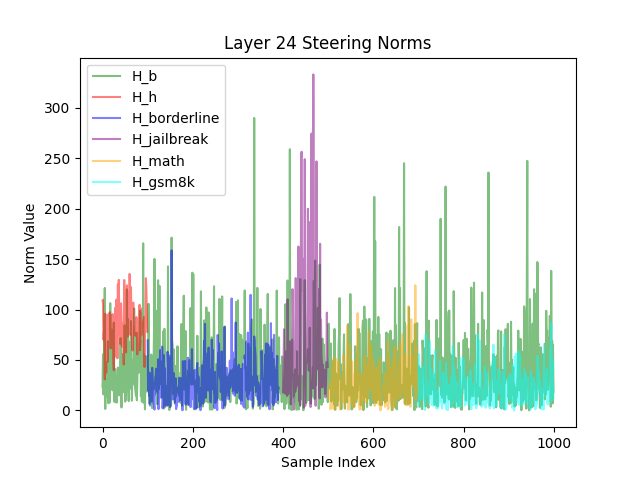 Layer 24 Steering Norms
H_b
H_h
H_borderline
H_jailbreak
H_math
H_gsm8k
Norm Value
300
250
200
150
100
50
0
0 200 400 600 800 1000
Sample Index